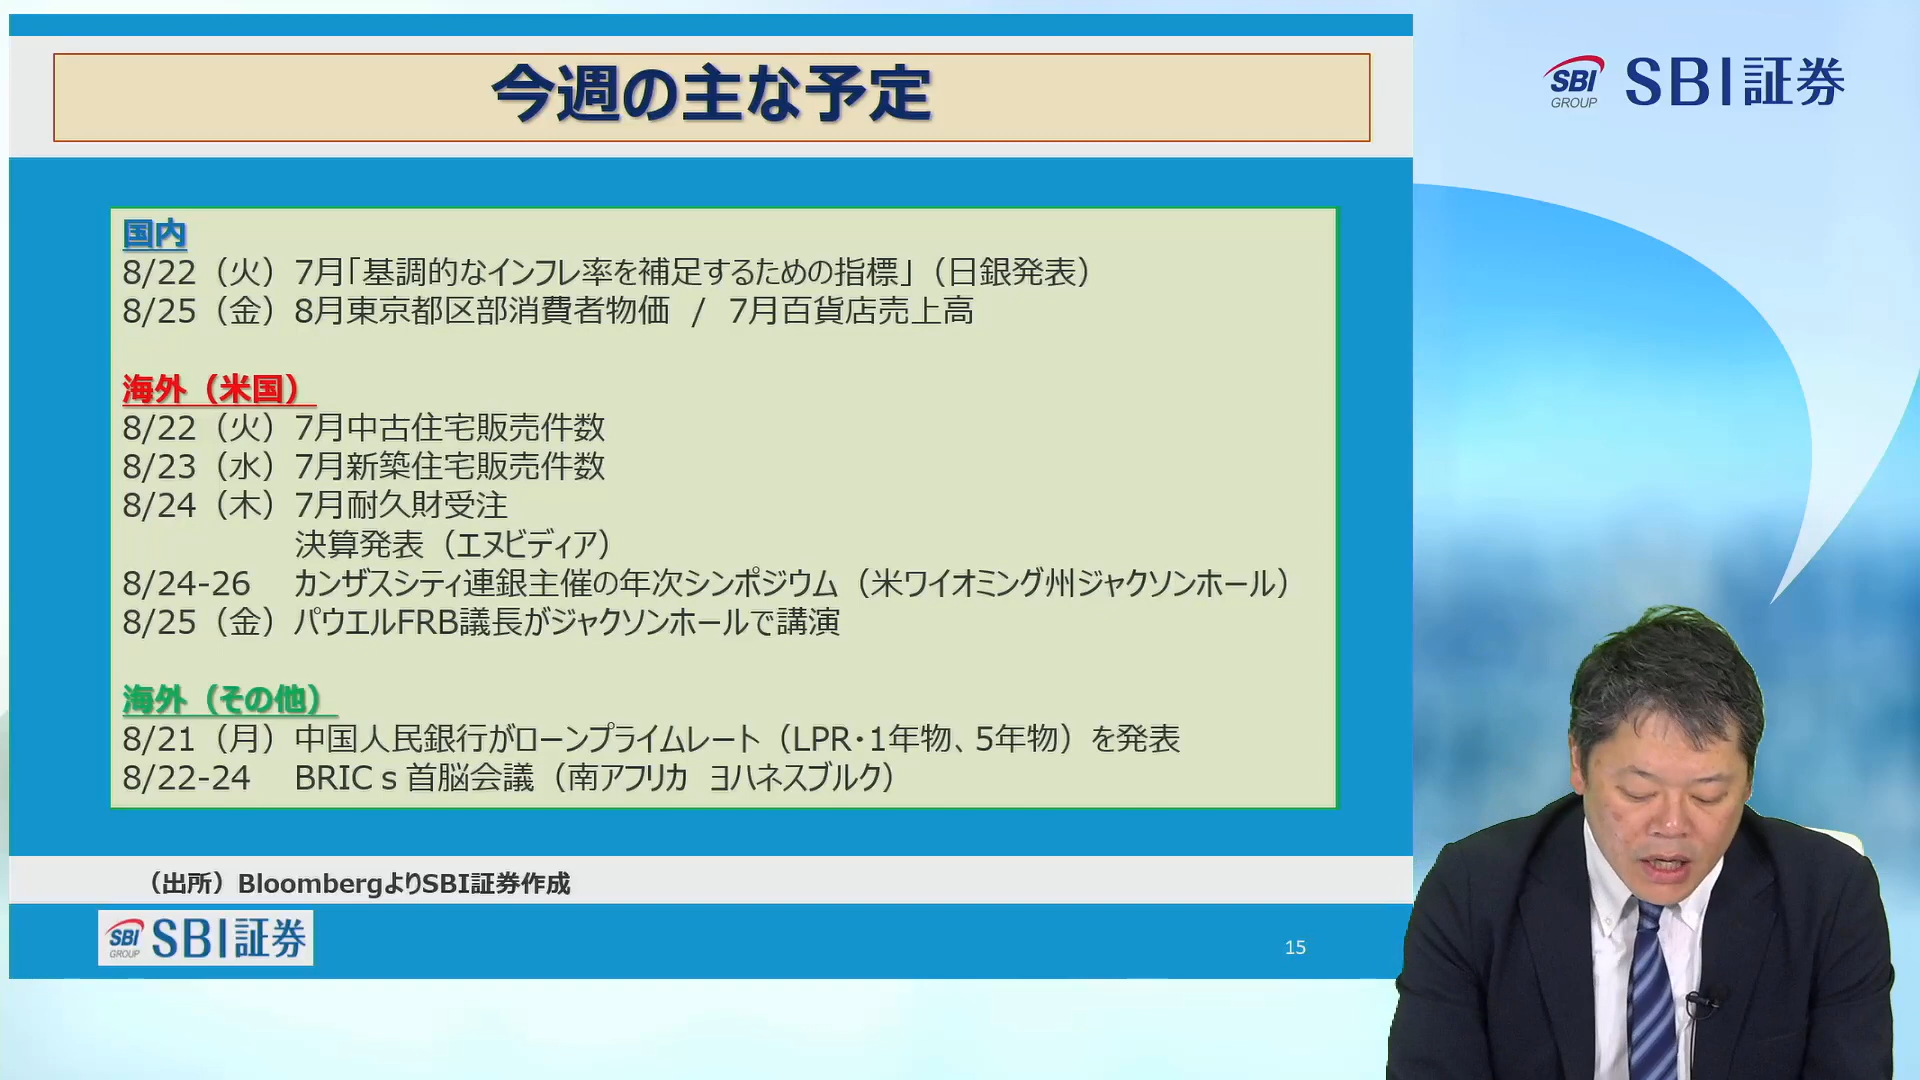 今週の主な予定
SBI
GROUP
SBI証券
国内
8/22（火）7月「基調的なインフレ率を補足するための指標」（日銀発表）
8/25（金）8月東京都区部消費者物価 / 7月百貨店売上高
海外（米国）
8/22（火）7月中古住宅販売件数
8/23（水）7月新築住宅販売件数
8/24（木）7月耐久財受注
決算発表（エヌビディア）
8/24-26 カンザスシティ連銀主催の年次シンポジウム（米ワイオミング州ジャクソンホール）
8/25（金）パウエルFRB議長がジャクソンホールで講演
海外（その他）
8/21（月）中国人民銀行がローンプライムレート（LPR・1年物、5年物）を発表
8/22-24 BRICｓ首脳会議（南アフリカ ヨハネスブルク）
（出所）BloombergよりSBI証券作成
SBI
GROUP
SBI証券
15